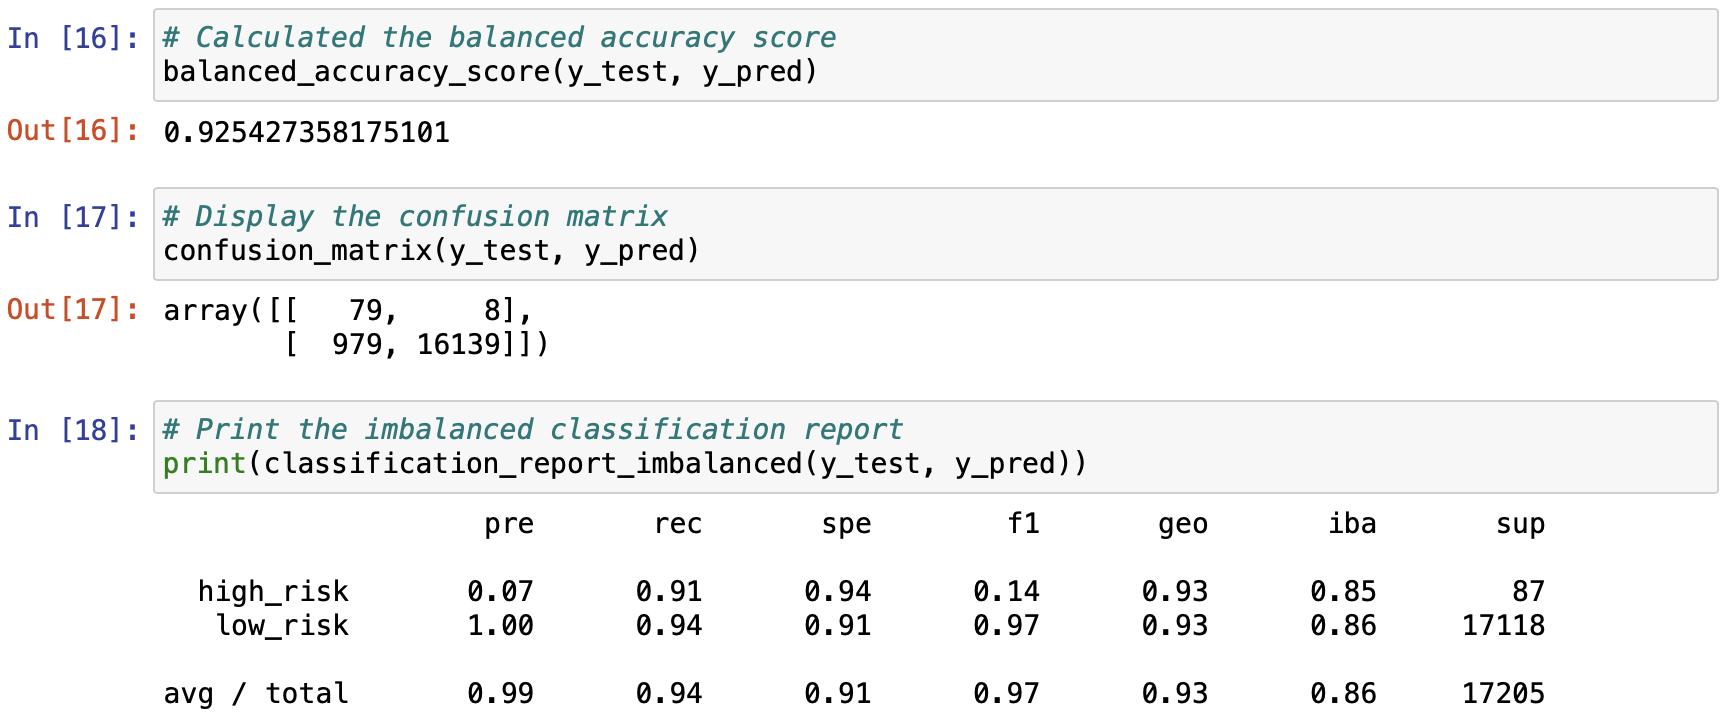 In [16]: # Calculated the balanced accuracy score
balanced_accuracy_score(y_test, y_pred)
Out[16]: 0.925427358175101
In [17]: # Display the confusion matrix
confusion_matrix(y_test, y_pred)
Out[17]: array([[   79,     8],
       [  979, 16139]])
In [18]: # Print the imbalanced classification report
print(classification_report_imbalanced(y_test, y_pred))
                   pre       rec       spe        f1       geo       iba       sup
  high_risk       0.07      0.91      0.94      0.14      0.93      0.85        87
   low_risk       1.00      0.94      0.91      0.97      0.93      0.86     17118
avg / total       0.99      0.94      0.91      0.97      0.93      0.86     17205